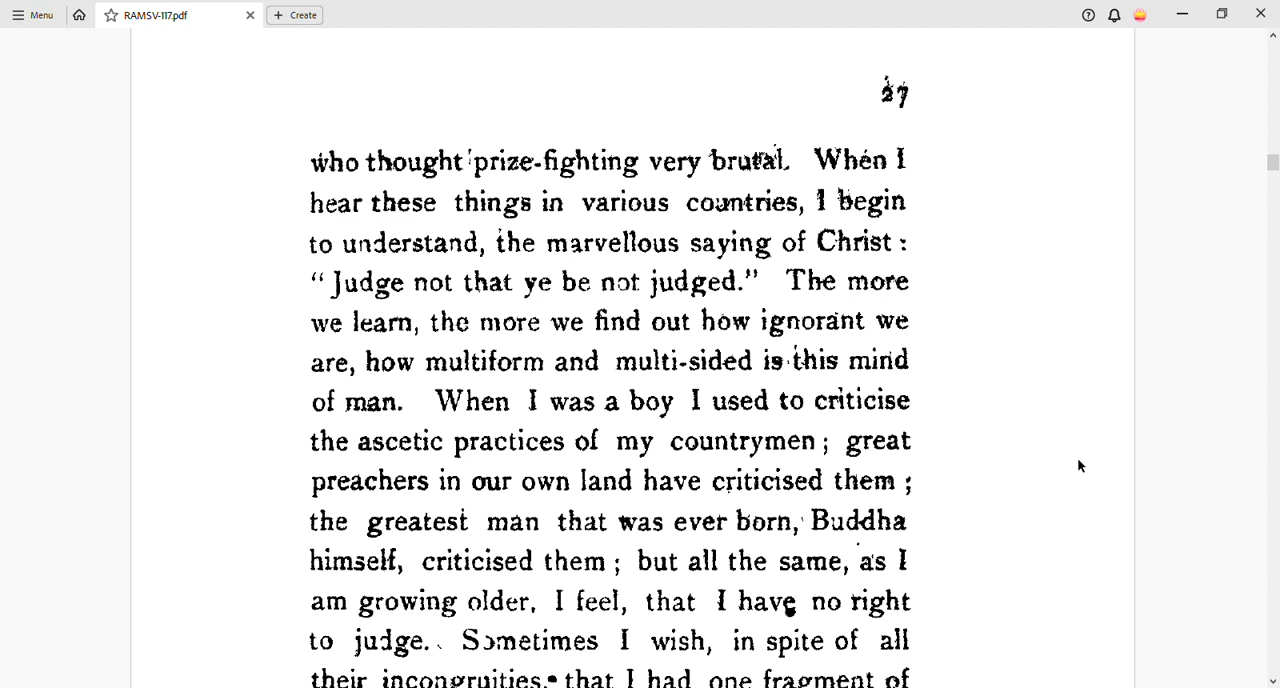 Menu
RAMSV-117.pdf
Create
27
who thought prize-fighting very brutal. When I
hear these things in various countries, I begin
to understand, the marvellous saying of Christ :
“Judge not that ye be not judged.” The more
we learn, the more we find out how ignorant we
are, how multiform and multi-sided is this mind
of man. When I was a boy I used to criticise
the ascetic practices of my countrymen ; great
preachers in our own land have criticised them ;
the greatest man that was ever born, Buddha
himself, criticised them ; but all the same, as I
am growing older, I feel, that I have no right
to judge. Sometimes I wish, in spite of all
their incongruities, that I had one fragment of